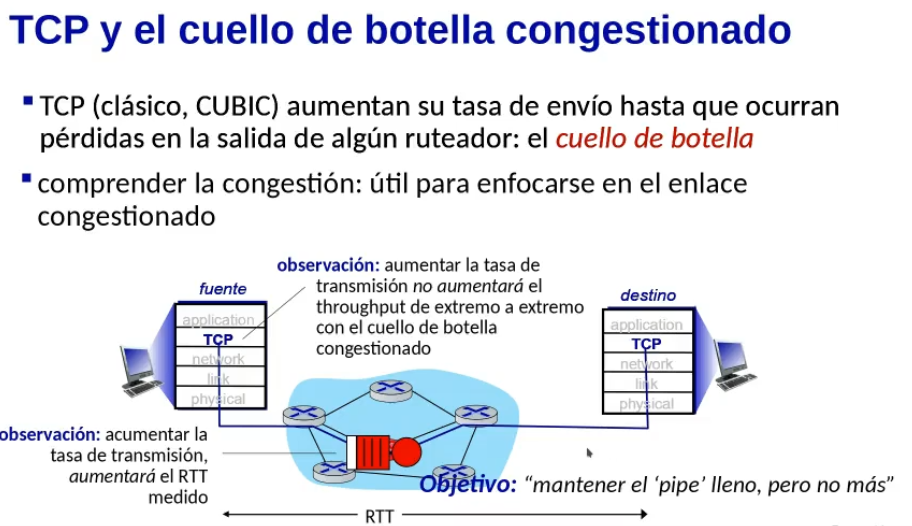 TCP y el cuello de botella congestionado
TCP (clásico, CUBIC) aumentan su tasa de envío hasta que ocurran
pérdidas en la salida de algún ruteador: el cuello de botella
comprender la congestión: útil para enfocarse en el enlace
congestionado
observación: aumentar la tasa de
transmisión no aumentará el
throughput de extremo a extremo
con el cuello de botella
congestionado
fuente
application
TCP
network
link
physical
destino
application
TCP
network
link
physical
observación: acumentar la
tasa de transmisión,
aumentará el RTT
medido
Objetivo: “mantener el ‘pipe’ lleno, pero no más”
RTT